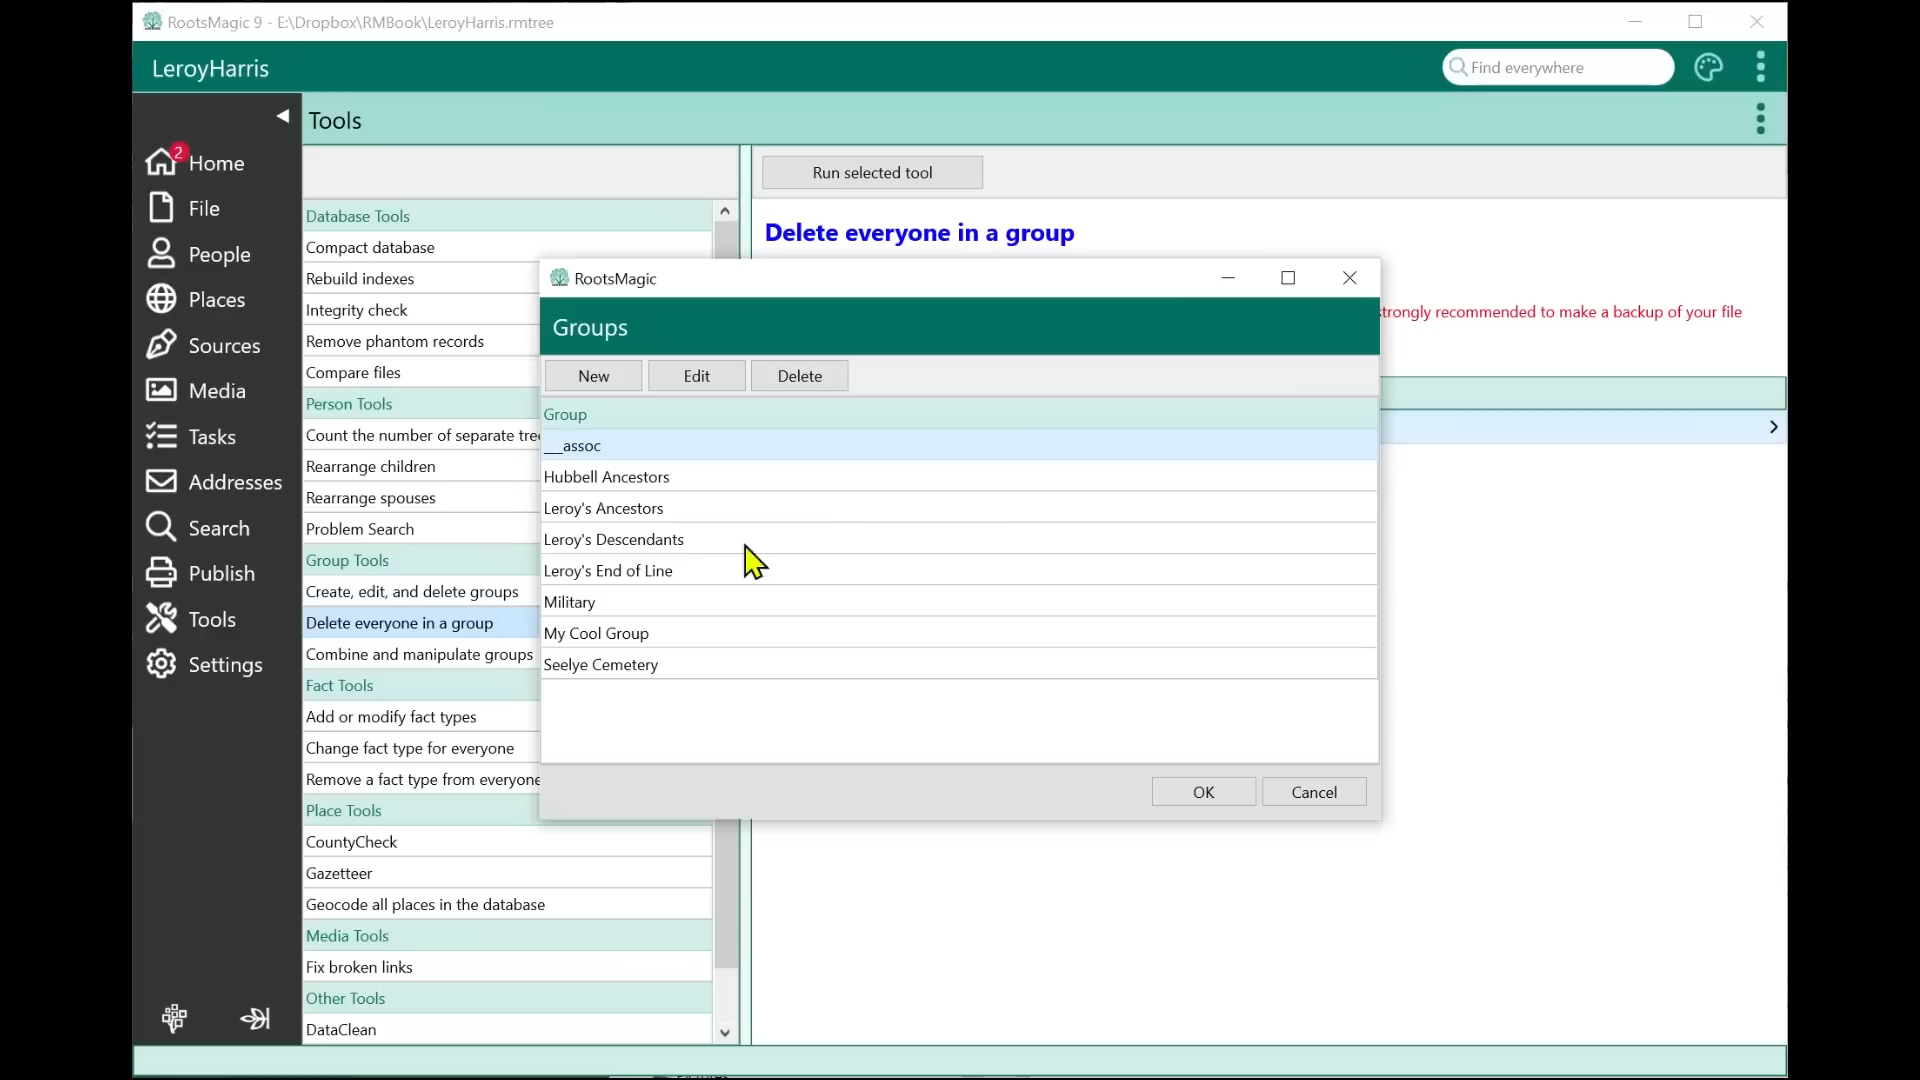 RootsMagic 9 - E:\Dropbox\RMBook\LeroyHarris.rmtree
LeroyHarris
Find everywhere
Tools
2
Home
File
People
Places
Sources
Media
Tasks
Addresses
Search
Publish
Tools
Settings
Database Tools
Compact database
Rebuild indexes
Integrity check
Remove phantom records
Compare files
Person Tools
Count the number of separate tre
Rearrange children
Rearrange spouses
Problem Search
Group Tools
Create, edit, and delete groups
Delete everyone in a group
Combine and manipulate groups
Fact Tools
Add or modify fact types
Change fact type for everyone
Remove a fact type from everyone
Place Tools
CountyCheck
Gazetteer
Geocode all places in the database
Media Tools
Fix broken links
Other Tools
DataClean
Run selected tool
Delete everyone in a group
strongly recommended to make a backup of your file
RootsMagic
Groups
New Edit Delete
Group
__assoc
Hubbell Ancestors
Leroy's Ancestors
Leroy's Descendants
Leroy's End of Line
Military
My Cool Group
Seelye Cemetery
OK Cancel